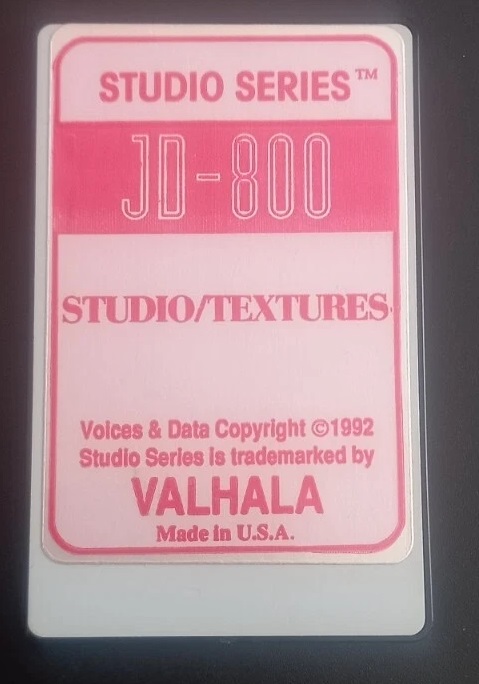 STUDIO SERIES™
JD-800
STUDIO/TEXTURES
Voices & Data Copyright ©1992
Studio Series is trademarked by
VALHALA
Made in U.S.A.